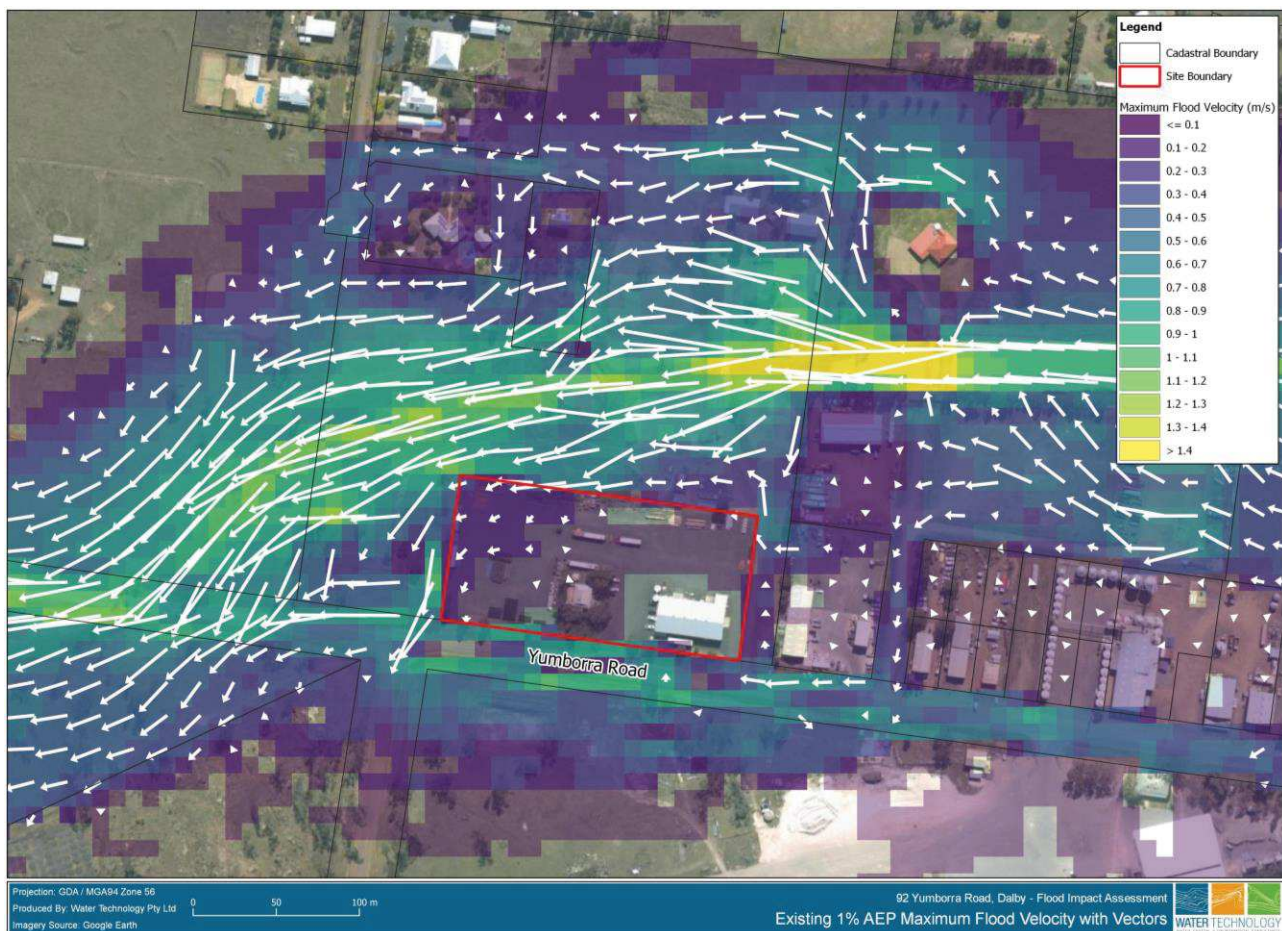 Legend
Cadastral Boundary
Site Boundary
Maximum Flood Velocity (m/s)
<= 0.1
0.1 - 0.2
0.2 - 0.3
0.3 - 0.4
0.4 - 0.5
0.5 - 0.6
0.6 - 0.7
0.7 - 0.8
0.8 - 0.9
0.9 - 1
1 - 1.1
1.1 - 1.2
1.2 - 1.3
1.3 - 1.4
> 1.4
Yumborra Road
Projection: GDA / MGA94 Zone 56
Produced By: Water Technology Pty Ltd
Imagery Source: Google Earth
0 50 100 m
92 Yumborra Road, Dalby - Flood Impact Assessment
Existing 1% AEP Maximum Flood Velocity with Vectors
WATER TECHNOLOGY